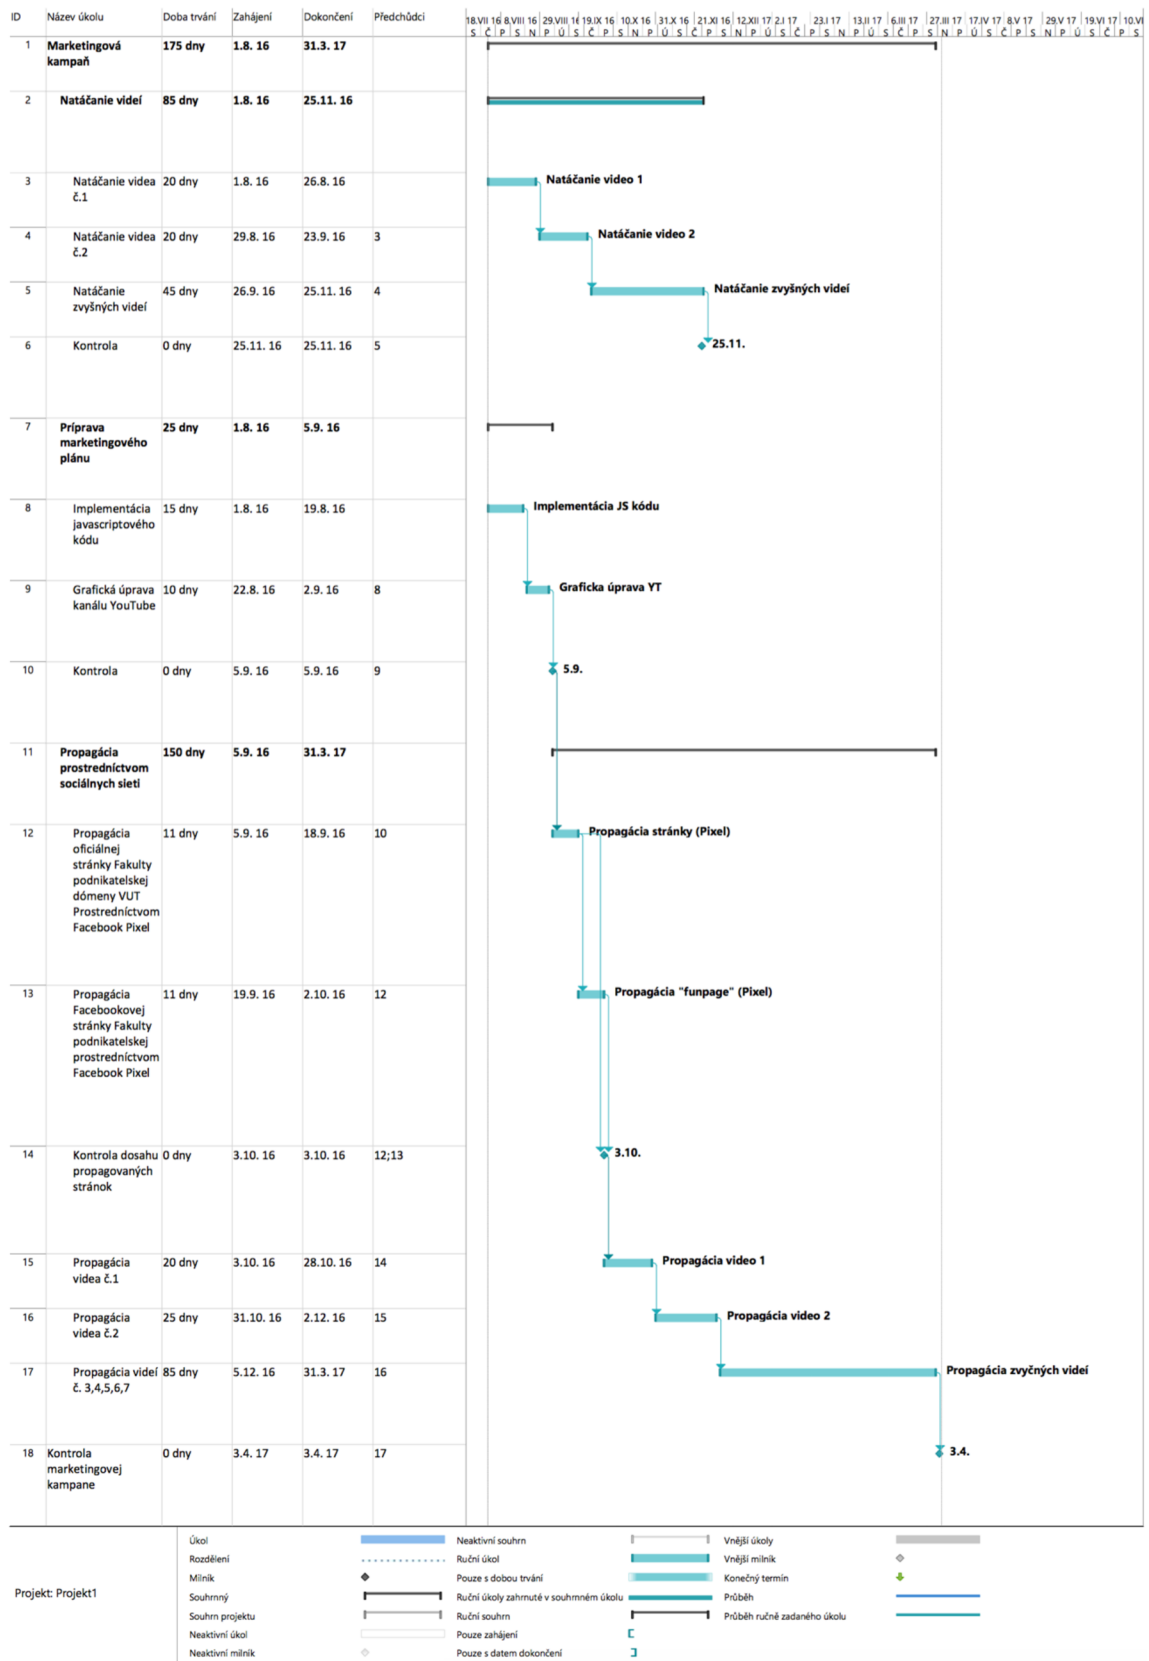 ID Název úkolu Doba trvání Zahájení Dokončení Předchůdci
18.VII 16 8.VIII 16 29.VIII 16 19.IX 16 10.X 16 31.X 16 21.XI 16 12.XII 17 2.I 17 23.I 17 13.II 17 6.III 17 27.III 17 17.IV 17 8.V 17 29.V 17 19.VI 17 10.VI
S Č P S N P Ú S Č P S N P Ú S Č P S N P Ú S Č P S N P Ú S Č P S N P Ú S Č P S
1 Marketingová 175 dny 1.8. 16 31.3. 17
kampaň
2 Natáčanie videí 85 dny 1.8. 16 25.11. 16
3 Natáčanie videa 20 dny 1.8. 16 26.8. 16 Natáčanie video 1
č.1
4 Natáčanie videa 20 dny 29.8. 16 23.9. 16 3 Natáčanie video 2
č.2
5 Natáčanie 45 dny 26.9. 16 25.11. 16 4 Natáčanie zvyšných videí
zvyšných videí
6 Kontrola 0 dny 25.11. 16 25.11. 16 5 25.11.
7 Príprava 25 dny 1.8. 16 5.9. 16
marketingového
plánu
8 Implementácia 15 dny 1.8. 16 19.8. 16 Implementácia JS kódu
javascriptového
kódu
9 Grafická úprava 10 dny 22.8. 16 2.9. 16 8 Graficka úprava YT
kanálu YouTube
10 Kontrola 0 dny 5.9. 16 5.9. 16 9 5.9.
11 Propagácia 150 dny 5.9. 16 31.3. 17
prostredníctvom
sociálnych sieti
12 Propagácia 11 dny 5.9. 16 18.9. 16 10 Propagácia stránky (Pixel)
oficiálnej
stránky Fakulty
podnikatelskej
dómeny VUT
Prostredníctvom
Facebook Pixel
13 Propagácia 11 dny 19.9. 16 2.10. 16 12 Propagácia "funpage" (Pixel)
Facebookovej
stránky Fakulty
podnikatelskej
prostredníctvom
Facebook Pixel
14 Kontrola dosahu 0 dny 3.10. 16 3.10. 16 12;13 3.10.
propagovaných
stránok
15 Propagácia 20 dny 3.10. 16 28.10. 16 14 Propagácia video 1
videa č.1
16 Propagácia 25 dny 31.10. 16 2.12. 16 15 Propagácia video 2
videa č.2
17 Propagácia videí 85 dny 5.12. 16 31.3. 17 16 Propagácia zvyčných videí
č. 3,4,5,6,7
18 Kontrola 0 dny 3.4. 17 3.4. 17 17 3.4.
marketingovej
kampane
Projekt: Projekt1
Úkol
Rozdělení
Milník
Souhrnný
Souhrn projektu
Neaktivní úkol
Neaktivní milník
Neaktivní souhrn
Ruční úkol
Pouze s dobou trvání
Ruční úkoly zahrnuté v souhrnném úkolu
Ruční souhrn
Pouze zahájení
Pouze s datem dokončení
Vnější úkoly
Vnější milník
Konečný termín
Průběh
Průběh ručně zadaného úkolu